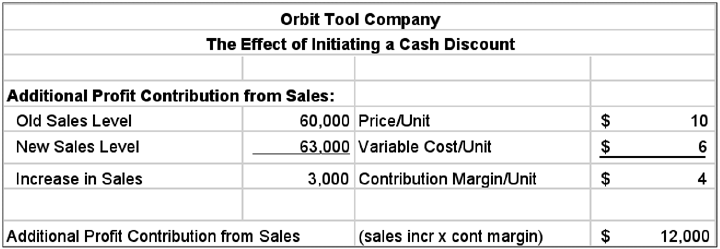 Orbit Tool Company
The Effect of Initiating a Cash Discount
Additional Profit Contribution from Sales:
Old Sales Level 60,000 Price/Unit $ 10
New Sales Level 63,000 Variable Cost/Unit $ 6
Increase in Sales 3,000 Contribution Margin/Unit $ 4
Additional Profit Contribution from Sales (sales incr x cont margin) $ 12,000